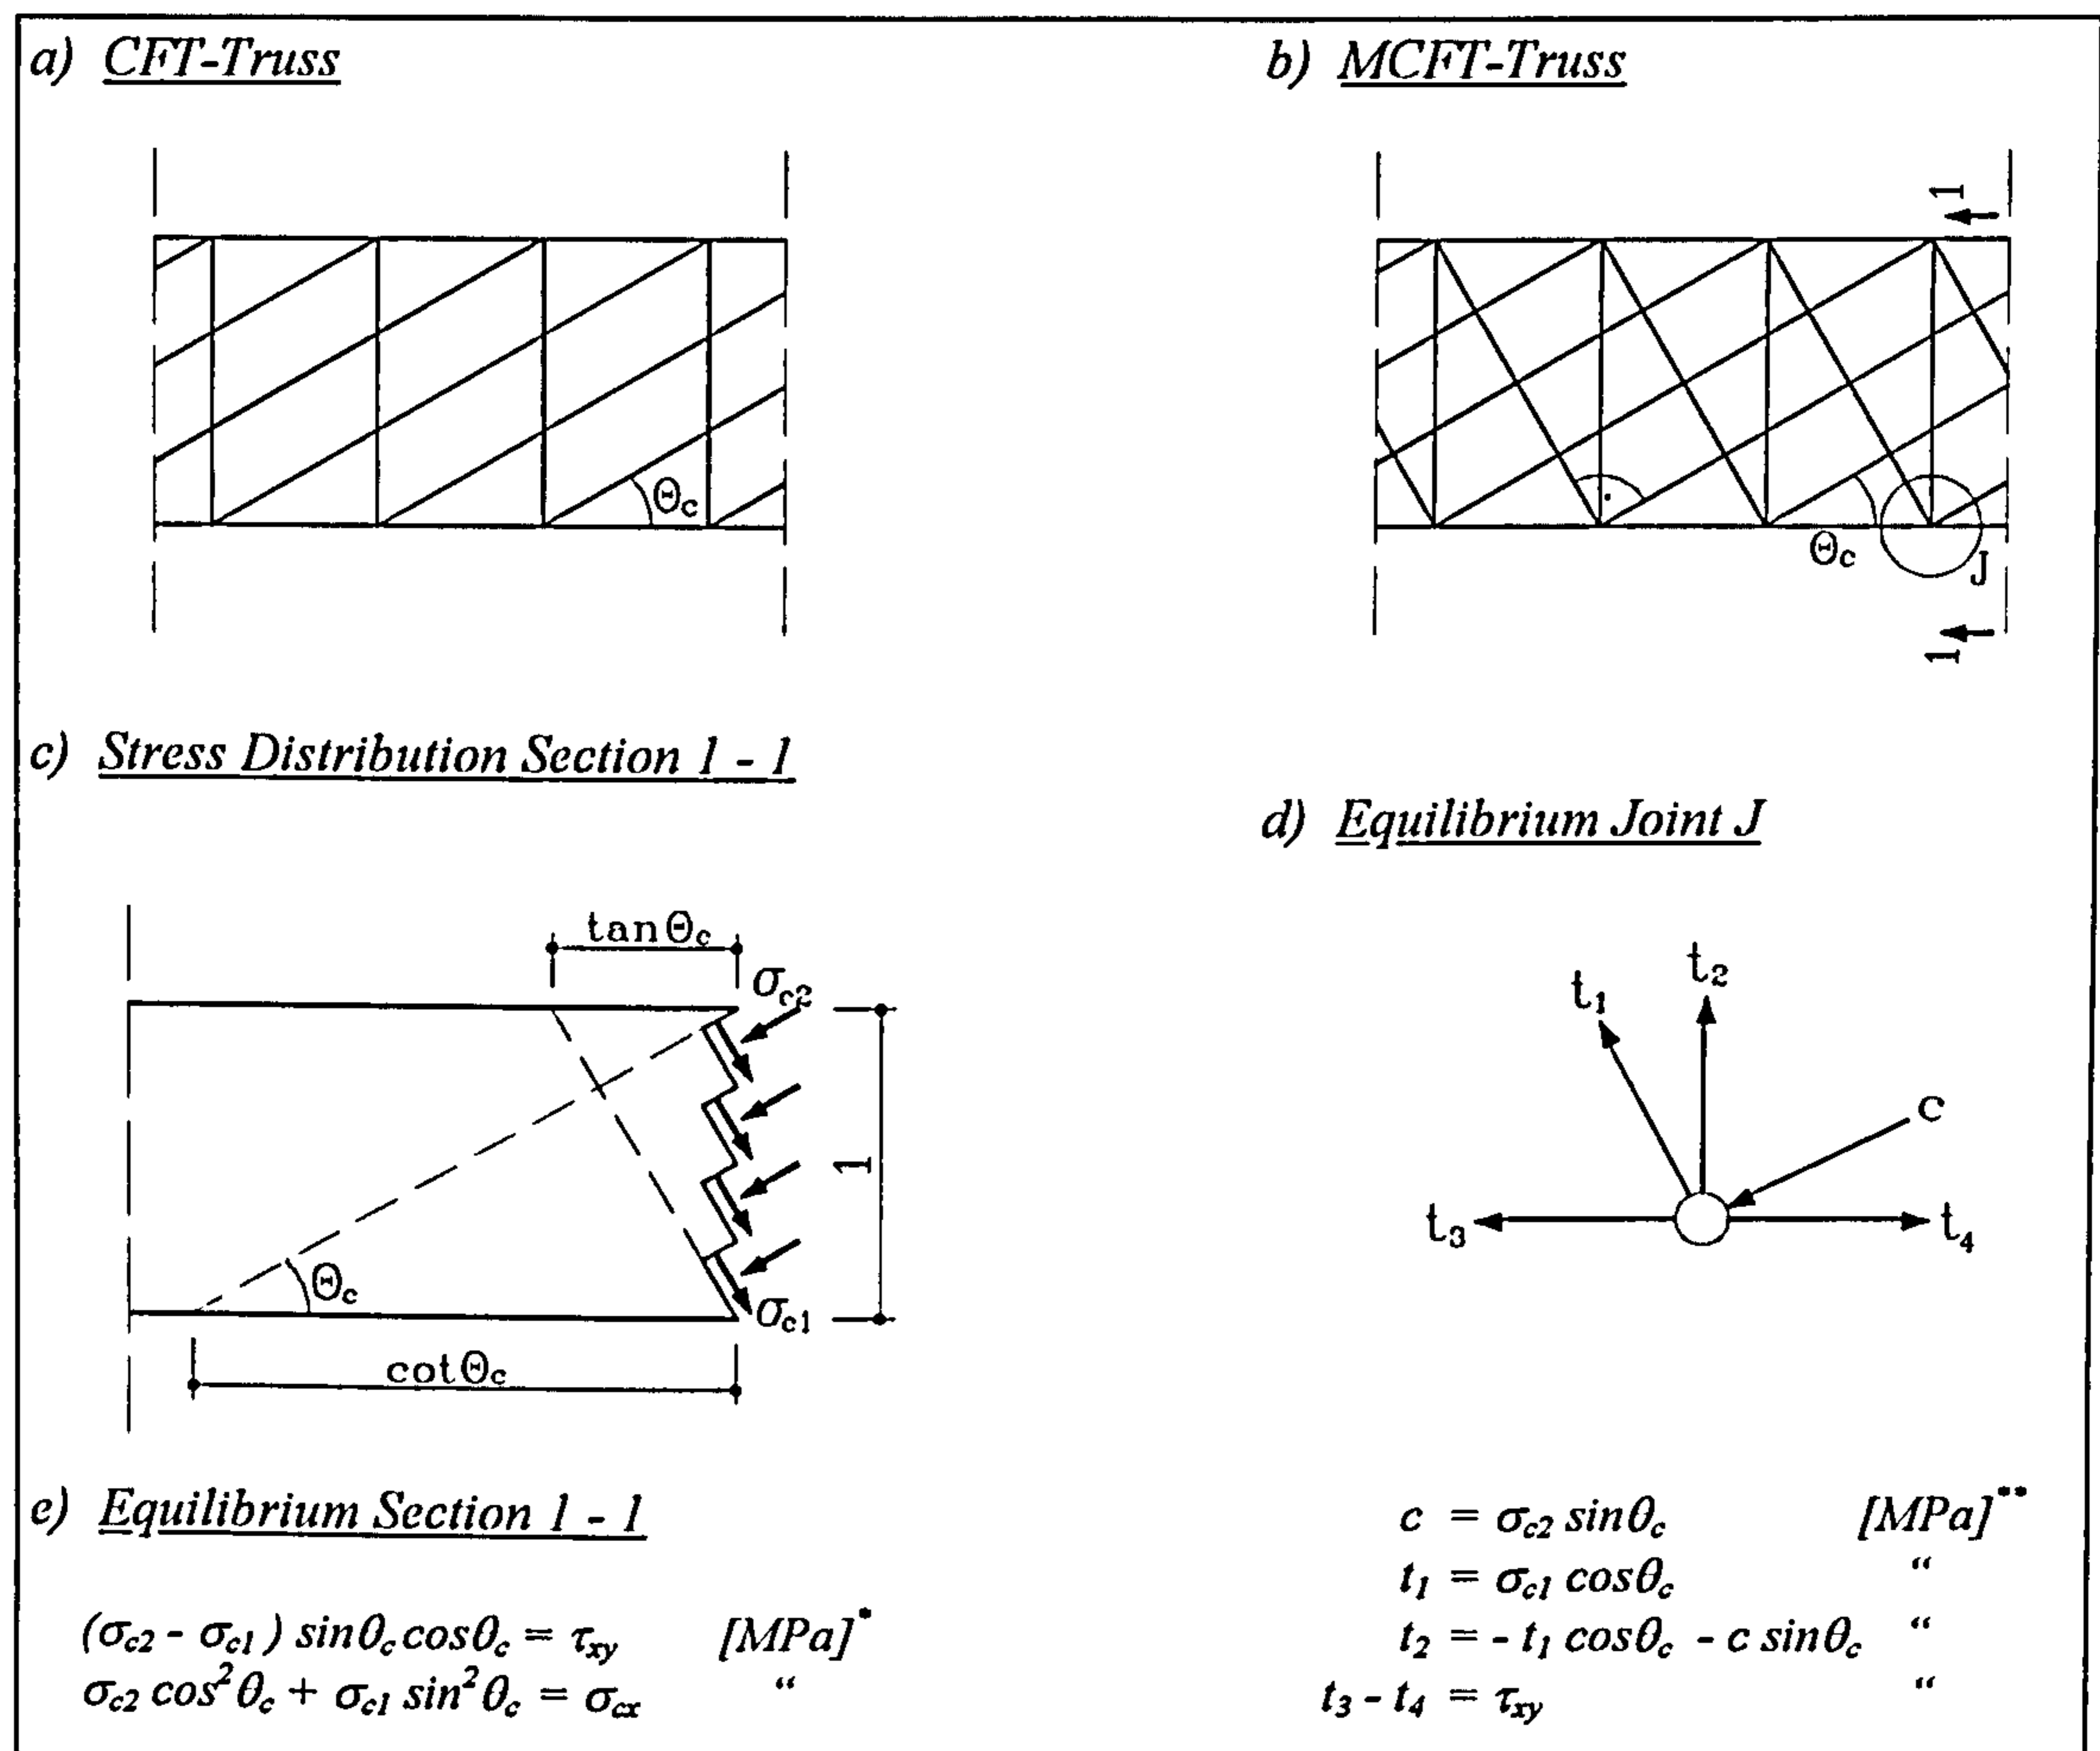 a) CFT-Truss
b) MCFT-Truss
Θc
1
Θc
J
1
c) Stress Distribution Section 1 - 1
d) Equilibrium Joint J
tanΘc
σc2
1
Θc
σc1
cotΘc
t1
t2
c
t3
t4
e) Equilibrium Section 1 - 1
(σc2 - σc1) sinθc cosθc = τxy [MPa]*
σc2 cos²θc + σc1 sin²θc = σcx “
c = σc2 sinθc [MPa]**
t1 = σc1 cosθc “
t2 = - t1 cosθc - c sinθc “
t3 - t4 = τxy “